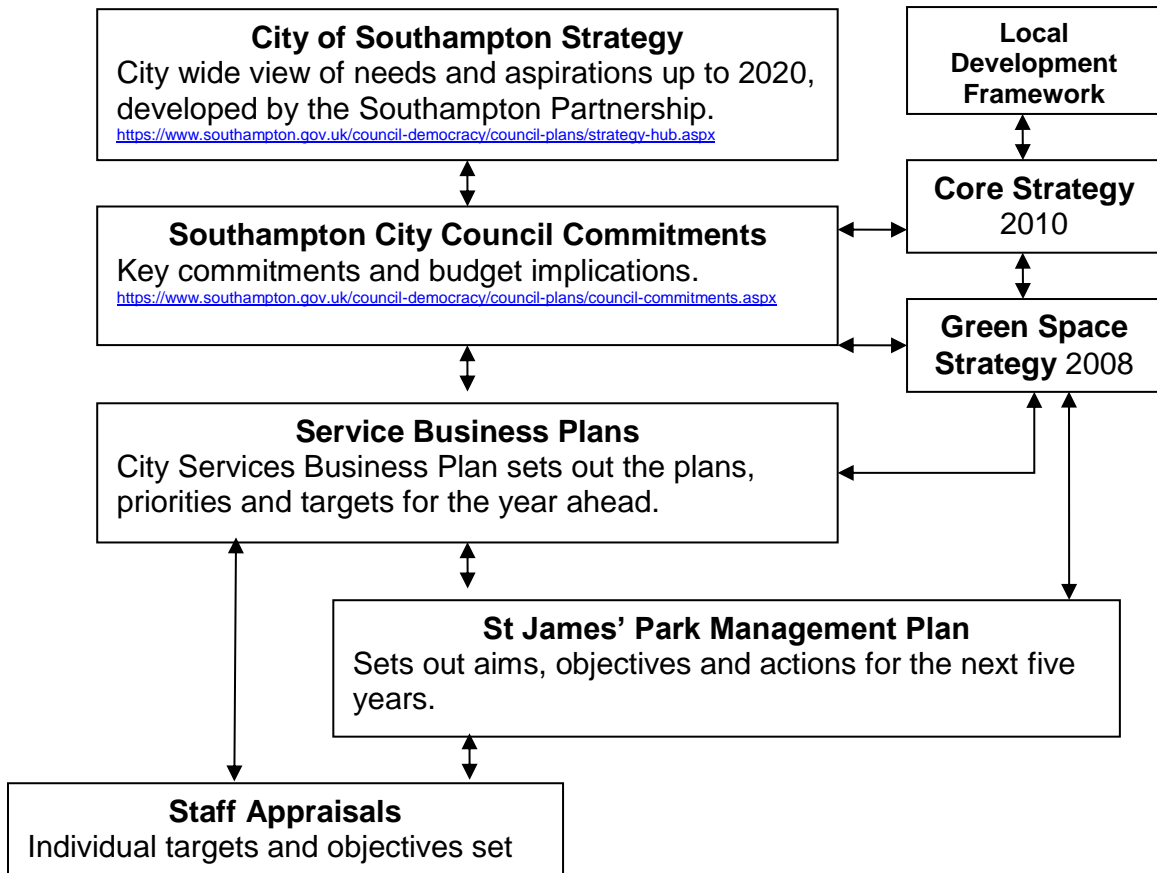 City of Southampton Strategy
City wide view of needs and aspirations up to 2020,
developed by the Southampton Partnership.
https://www.southampton.gov.uk/council-democracy/council-plans/strategy-hub.aspx
Local
Development
Framework
Core Strategy
2010
Southampton City Council Commitments
Key commitments and budget implications.
https://www.southampton.gov.uk/council-democracy/council-plans/council-commitments.aspx
Green Space
Strategy 2008
Service Business Plans
City Services Business Plan sets out the plans,
priorities and targets for the year ahead.
St James’ Park Management Plan
Sets out aims, objectives and actions for the next five
years.
Staff Appraisals
Individual targets and objectives set